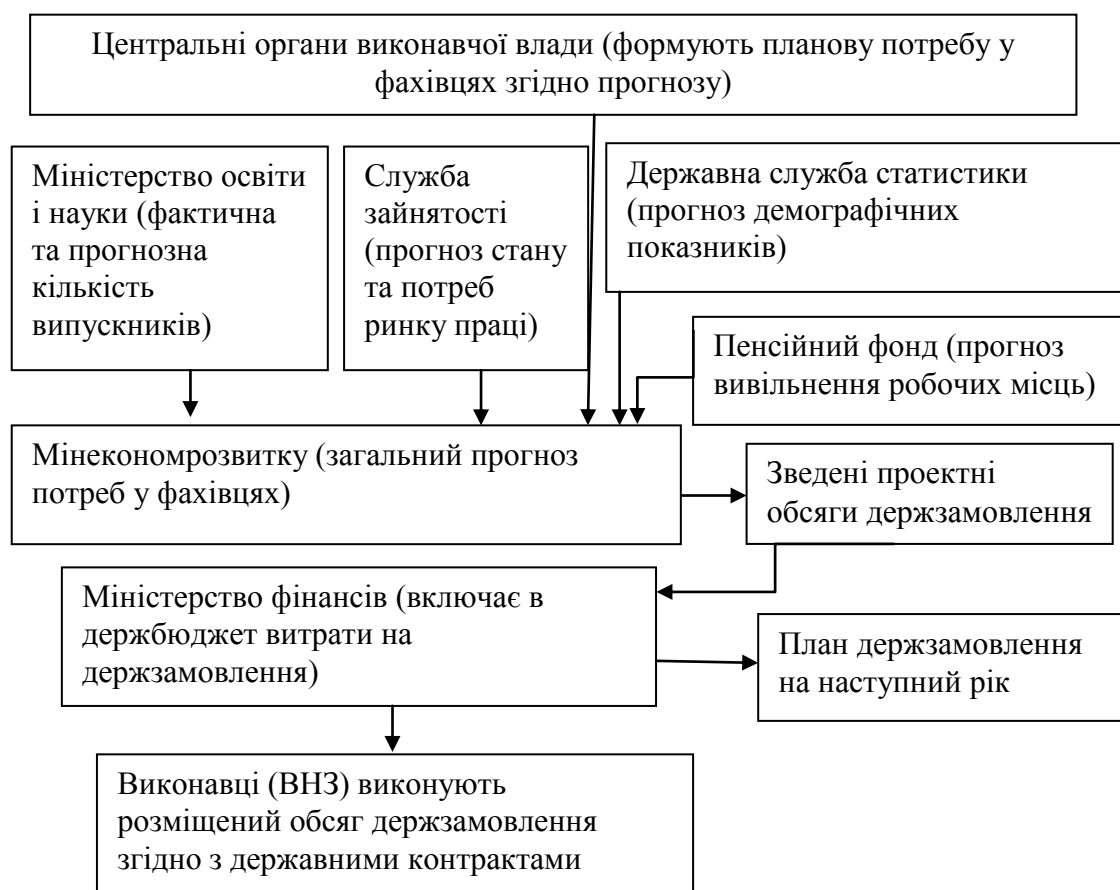 Центральні органи виконавчої влади (формують планову потребу у
фахівцях згідно прогнозу)
Міністерство освіти
і науки (фактична
та прогнозна
кількість
випускників)
Служба
зайнятості
(прогноз стану
та потреб
ринку праці)
Державна служба статистики
(прогноз демографічних
показників)
Пенсійний фонд (прогноз
вивільнення робочих місць)
Мінекономрозвитку (загальний прогноз
потреб у фахівцях)
Зведені проектні
обсяги держзамовлення
Міністерство фінансів (включає в
держбюджет витрати на
держзамовлення)
План держзамовлення
на наступний рік
Виконавці (ВНЗ) виконують
розміщений обсяг держзамовлення
згідно з державними контрактами